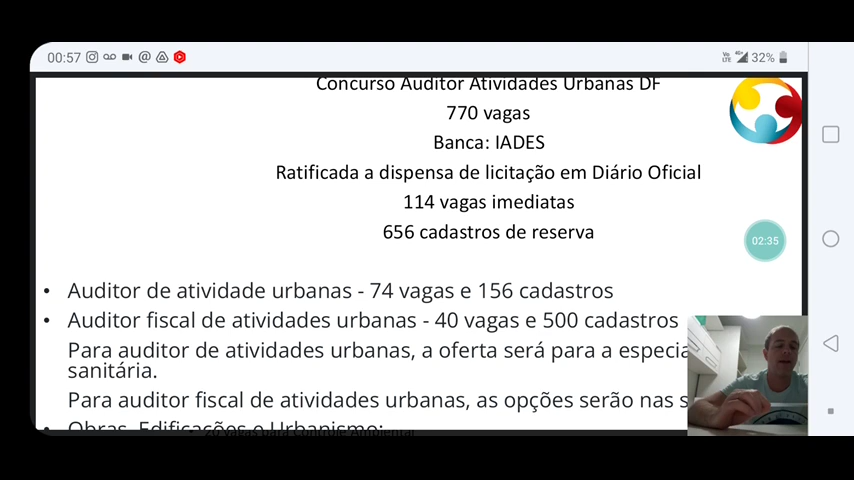 00:57
32%
Concurso Auditor Atividades Urbanas DF
770 vagas
Banca: IADES
Ratificada a dispensa de licitação em Diário Oficial
114 vagas imediatas
656 cadastros de reserva
02:35
• Auditor de atividade urbanas - 74 vagas e 156 cadastros
• Auditor fiscal de atividades urbanas - 40 vagas e 500 cadastros
Para auditor de atividades urbanas, a oferta será para a especia
sanitária.
Para auditor fiscal de atividades urbanas, as opções serão nas s
• Obras, Edificações e Urbanismo: